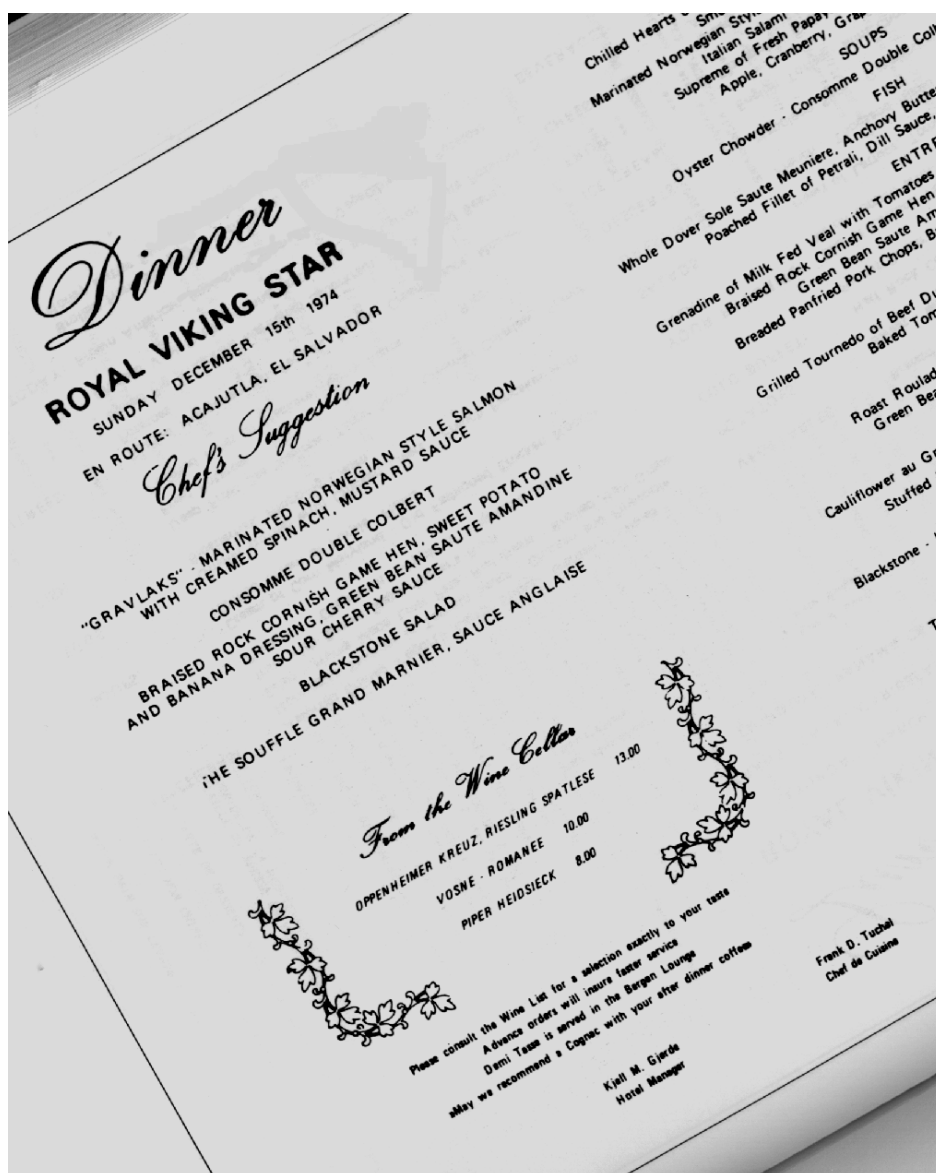 Dinner
ROYAL VIKING STAR
SUNDAY DECEMBER 15th 1974
EN ROUTE: ACAJUTLA, EL SALVADOR
Chef's Suggestion
"GRAVLAKS" - MARINATED NORWEGIAN STYLE SALMON
WITH CREAMED SPINACH, MUSTARD SAUCE
CONSOMME DOUBLE COLBERT
BRAISED ROCK CORNISH GAME HEN, SWEET POTATO
AND BANANA DRESSING, GREEN BEAN SAUTE AMANDINE
SOUR CHERRY SAUCE
BLACKSTONE SALAD
THE SOUFFLE GRAND MARNIER, SAUCE ANGLAISE
From the Wine Cellar
OPPENHEIMER KREUZ, RIESLING SPATLESE 13.00
VOSNE - ROMANEE 10.00
PIPER HEIDSIECK 8.00
Please consult the Wine List for a selection exactly to your taste
Advance orders will insure faster service
Demi Tasse is served in the Bergen Lounge
aMay we recommend a Cognac with your after dinner coffees
Kjell M. Gjerde
Hotel Manager
Chilled Hearts
Marinated Norwegian
Italian Salami
Supreme of Fresh
Apple, Cranberry,
SOUPS
Oyster Chowder - Consomme Double
FISH
Whole Dover Sole Saute Meuniere, Anchovy
Poached Fillet of Petrali, Dill Sauce,
Grenadine of Milk Fed Veal with Tomatoes
Braised Rock Cornish Game Hen
Green Bean Saute
Breaded Panfried Pork Chops,
Grilled Tournedo of Beef
Baked
Roast
Green
Cauliflower au
Stuffed
Blackstone -
Frank D. Tuchal
Chef de Cuisine